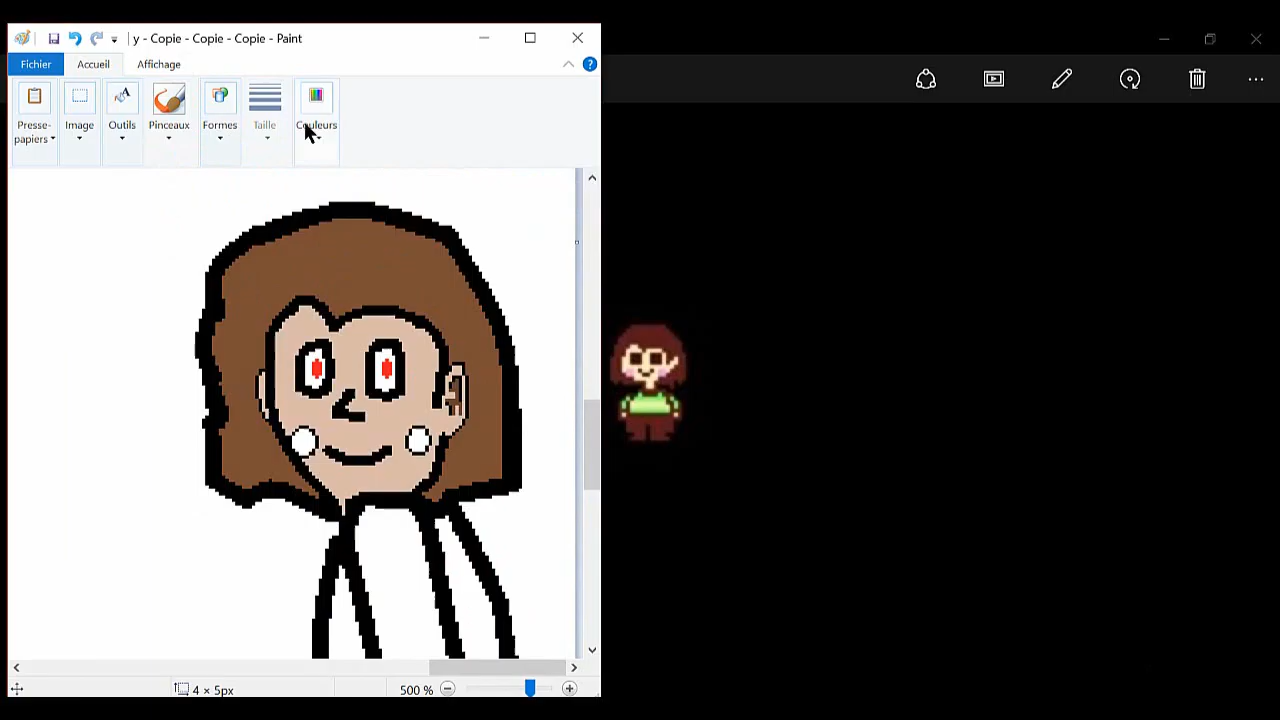 y - Copie - Copie - Copie - Paint
Fichier Accueil Affichage
Presse-papiers Image Outils Pinceaux Formes Taille Couleurs
4 × 5px 500 %